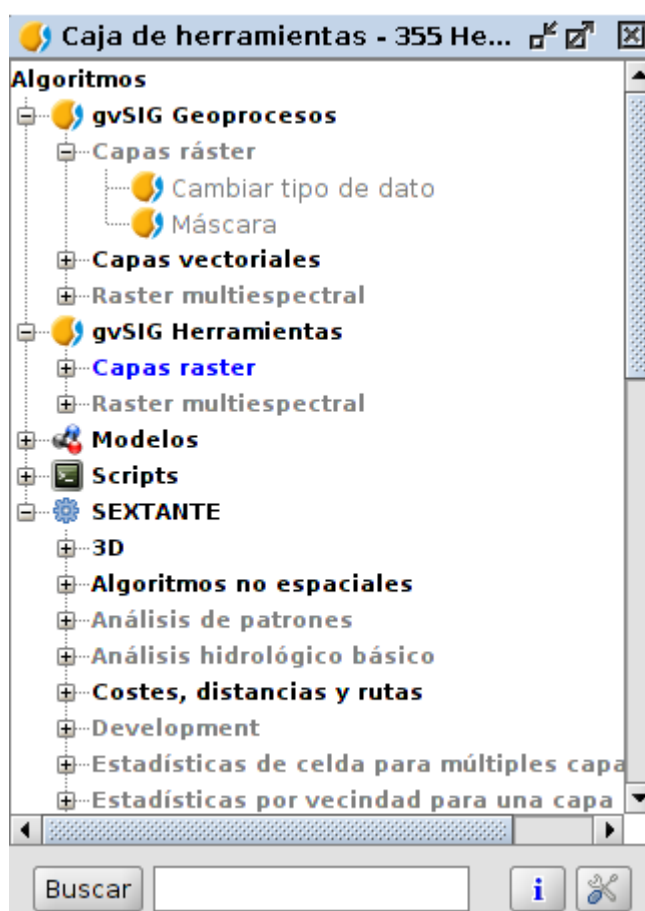 Caja de herramientas - 355 He...
Algoritmos
gvSIG Geoprocesos
Capas ráster
Cambiar tipo de dato
Máscara
Capas vectoriales
Raster multiespectral
gvSIG Herramientas
Capas raster
Raster multiespectral
Modelos
Scripts
SEXTANTE
3D
Algoritmos no espaciales
Análisis de patrones
Análisis hidrológico básico
Costes, distancias y rutas
Development
Estadísticas de celda para múltiples capa
Estadísticas por vecindad para una capa
Buscar